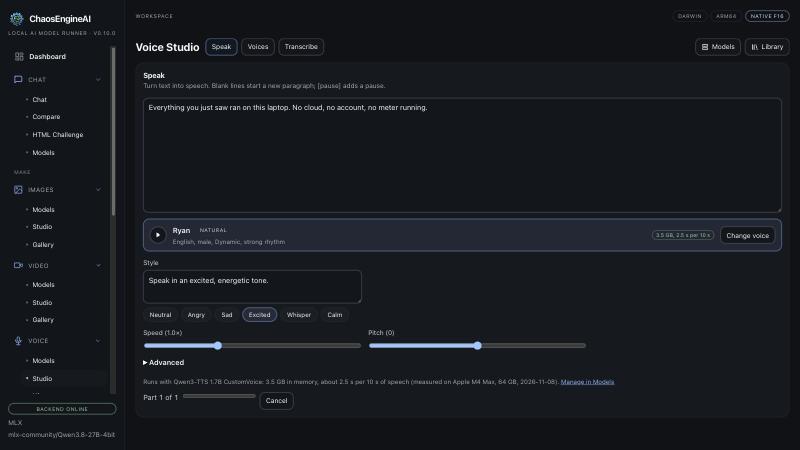 ChaosEngineAI
LOCAL AI MODEL RUNNER · V0.10.0
Dashboard
CHAT
Chat
Compare
HTML Challenge
Models
MAKE
IMAGES
Models
Studio
Gallery
VIDEO
Models
Studio
Gallery
VOICE
Models
Studio
BACKEND ONLINE
MLX
mlx-community/Qwen3.8-27B-4bit
WORKSPACE
DARWIN
ARM64
NATIVE F16
Voice Studio
Speak
Voices
Transcribe
Models
Library
Speak
Turn text into speech. Blank lines start a new paragraph; [pause] adds a pause.
Everything you just saw ran on this laptop. No cloud, no account, no meter running.
Ryan NATURAL
English, male, Dynamic, strong rhythm
3.5 GB, 2.5 s per 10 s
Change voice
Style
Speak in an excited, energetic tone.
Neutral
Angry
Sad
Excited
Whisper
Calm
Speed (1.0×)
Pitch (0)
Advanced
Runs with Qwen3-TTS 1.7B CustomVoice: 3.5 GB in memory, about 2.5 s per 10 s of speech (measured on Apple M4 Max, 64 GB, 2026-11-08). Manage in Models
Part 1 of 1
Cancel